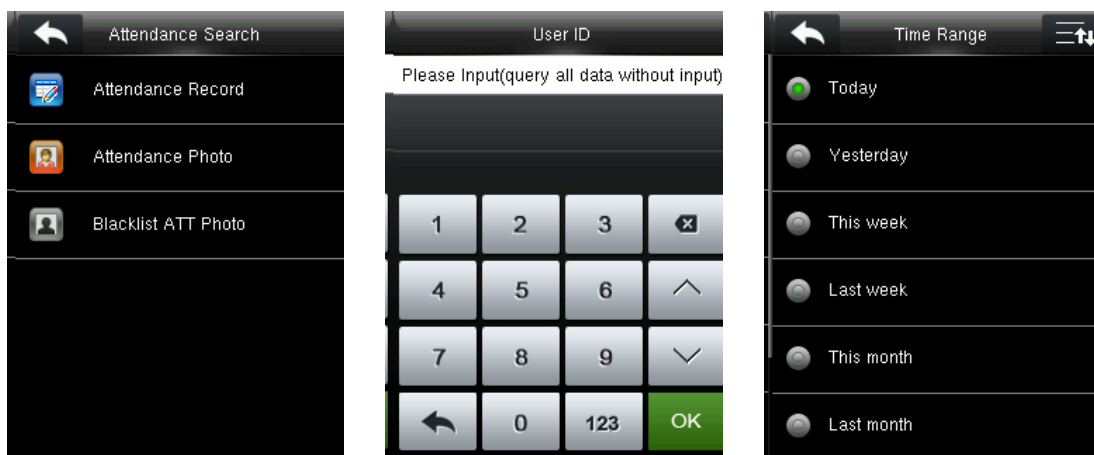 Attendance Search
Attendance Record
Attendance Photo
Blacklist ATT Photo
User ID
Please Input(query all data without input)
1 2 3
4 5 6
7 8 9
0 123 OK
Time Range
Today
Yesterday
This week
Last week
This month
Last month